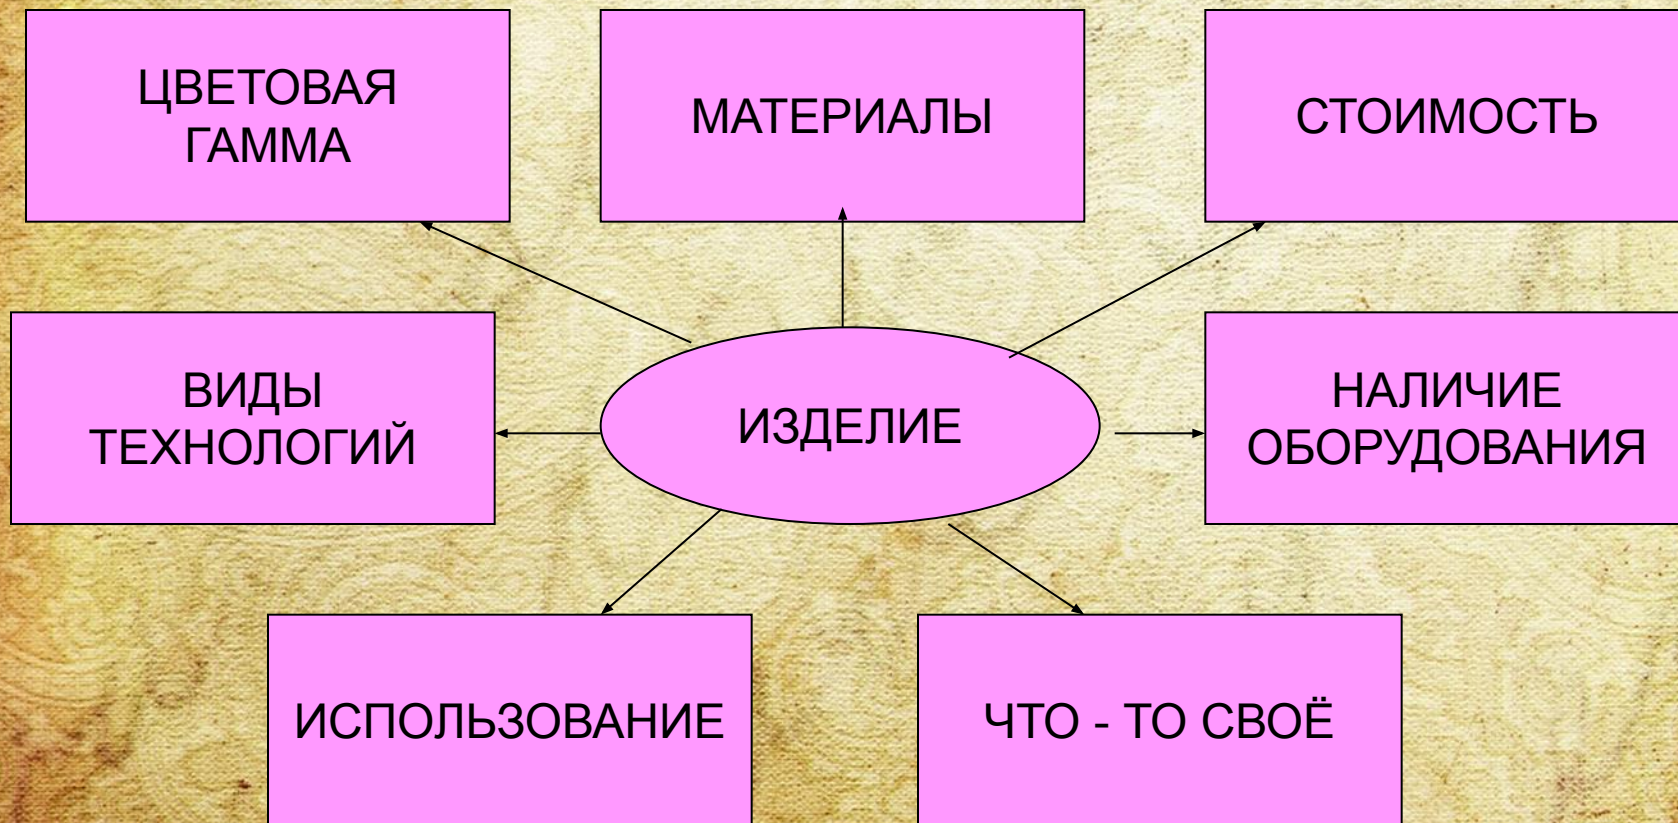 ЦВЕТОВАЯ
ГАММА
МАТЕРИАЛЫ
СТОИМОСТЬ
ВИДЫ
ТЕХНОЛОГИЙ
ИЗДЕЛИЕ
НАЛИЧИЕ
ОБОРУДОВАНИЯ
ИСПОЛЬЗОВАНИЕ
ЧТО - ТО СВОЁ